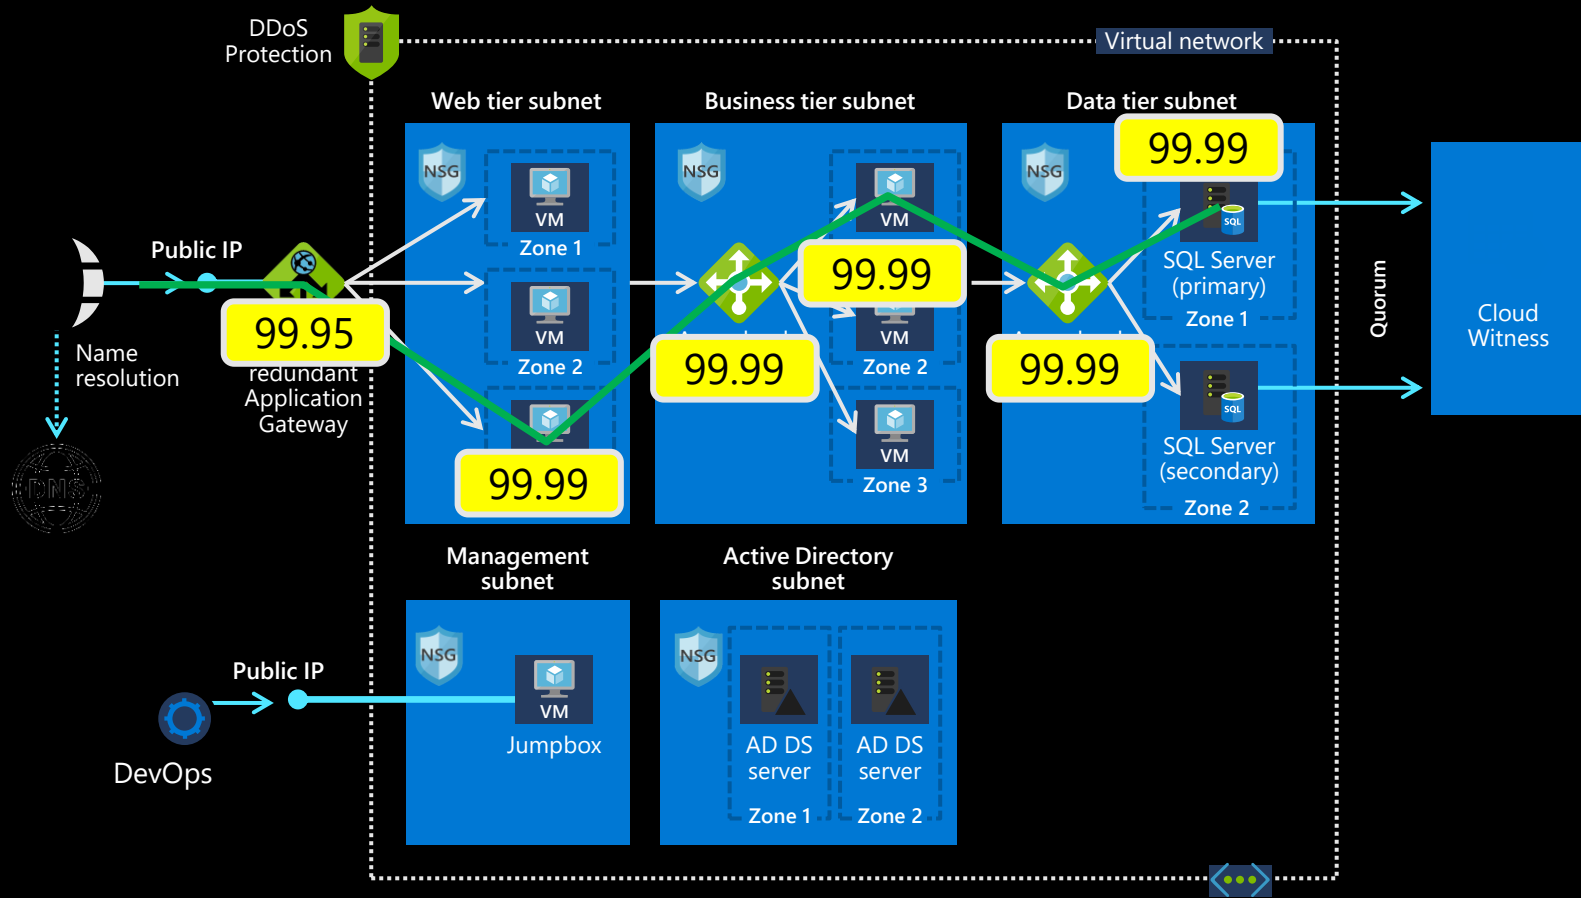 DDoS
Protection
Virtual network
Web tier subnet
Business tier subnet
Data tier subnet
NSG
VM
Zone 1
VM
Zone 2
99.99
NSG
VM
99.99
VM
Zone 2
VM
Zone 3
99.99
NSG
99.99
SQL
SQL Server
(primary)
Zone 1
99.99
SQL
SQL Server
(secondary)
Zone 2
Public IP
99.95
redundant
Application
Gateway
Name
resolution
DNS
Quorum
Cloud
Witness
Management
subnet
NSG
VM
Jumpbox
Active Directory
subnet
NSG
AD DS
server
Zone 1
AD DS
server
Zone 2
Public IP
DevOps